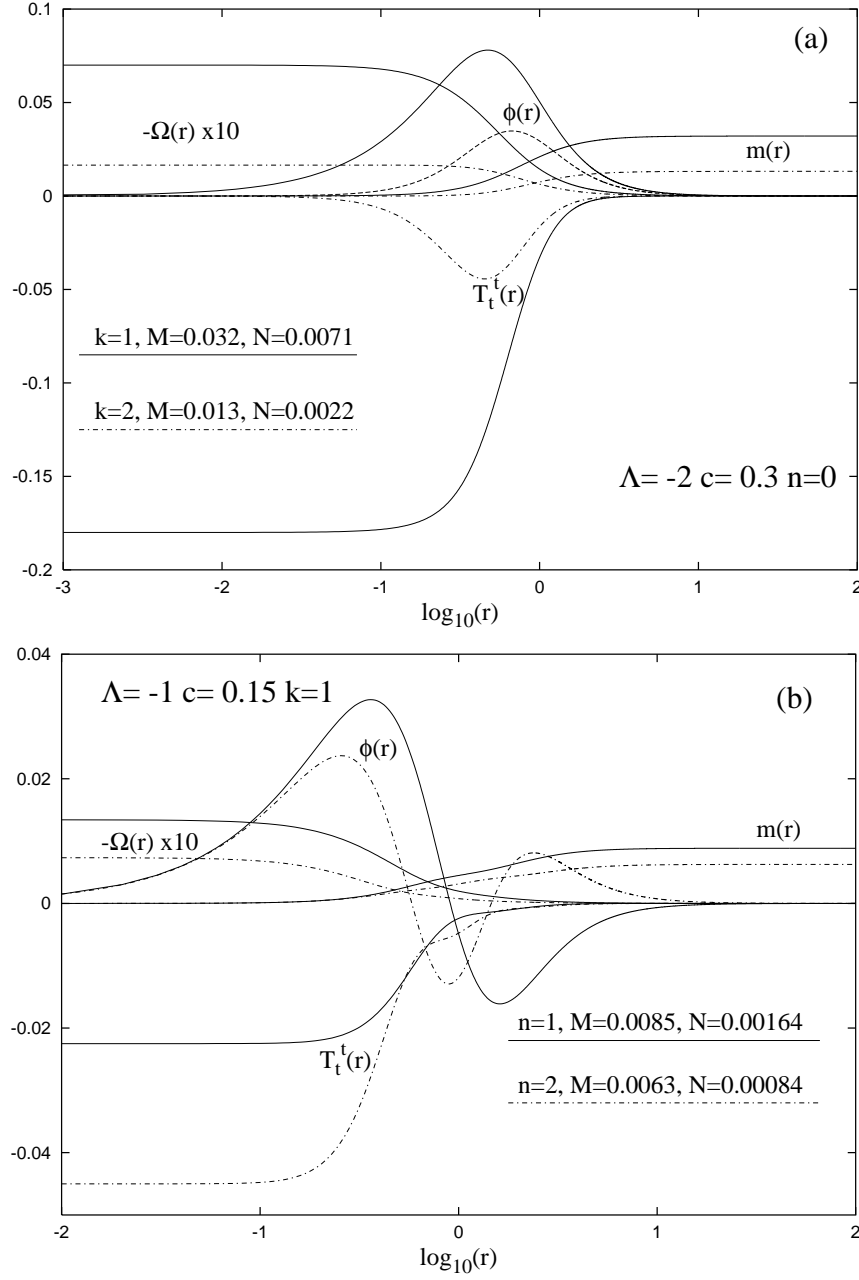 0.1
(a)
ϕ(r)
-Ω(r) x10
0.05
m(r)
0
-0.05
T_t^t(r)
k=1, M=0.032, N=0.0071
-0.1
k=2, M=0.013, N=0.0022
-0.15
Λ= -2 c= 0.3 n=0
-0.2
-3 -2 -1 0 1 2
log10(r)
0.04
Λ= -1 c= 0.15 k=1
(b)
ϕ(r)
0.02
-Ω(r) x10
m(r)
0
-0.02
n=1, M=0.0085, N=0.00164
T_t^t(r)
n=2, M=0.0063, N=0.00084
-0.04
-2 -1 0 1 2
log10(r)